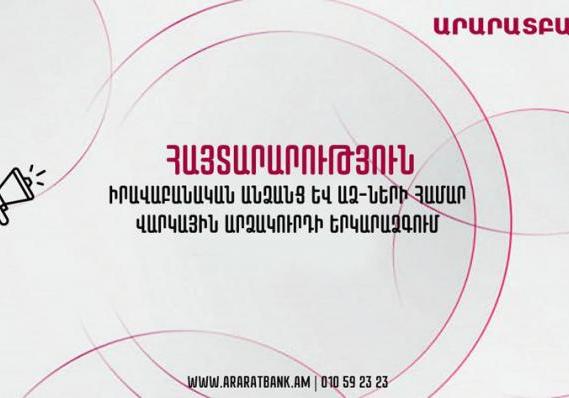 ԱՐԱՐԱՏԲԱ
ՀԱՅՏԱՐԱՐՈՒԹՅՈՒՆ
ԻՐԱՎԱԲԱՆԱԿԱՆ ԱՆՁԱՆՑ ԵՎ ԱՁ-ՆԵՐԻ ՀԱՄԱՐ
ՎԱՐԿԱՅԻՆ ԱՐՁԱԿՈՒՐԴԻ ԵՐԿԱՐԱՁԳՈՒՄ
WWW.ARARATBANK.AM | 010 59 23 23